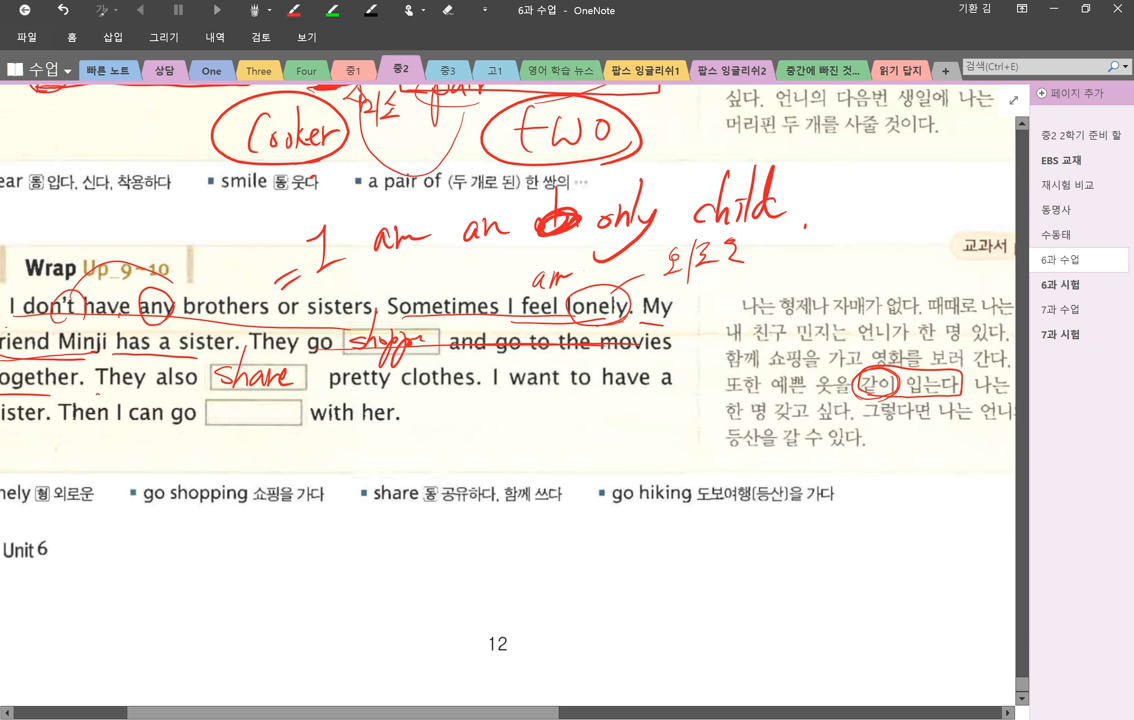 6과 수업 - OneNote
기환 김
파일 홈 삽입 그리기 내역 검토 보기
수업 빠른 노트 상담 One Three Four 중1 중2 중3 고1 영어 학습 뉴스 팝스 잉글리쉬1 팝스 잉글리쉬2 중간에 빠진 것... 읽기 답지 + 검색(Ctrl+E)
페이지 추가
중2 2학기 준비 할
EBS 교재
재시험 비교
동명사
수동태
6과 수업
6과 시험
7과 수업
7과 시험
싶다. 언니의 다음번 생일에 나는
머리핀 두 개를 사줄 것이다.
Cooker
two
ear 동 입다, 신다, 착용하다 ▪ smile 동 웃다 ▪ a pair of (두 개로 된) 한 쌍의 …
I am an only child.
교과서
Wrap Up_9-10
am
I don't have any brothers or sisters. Sometimes I feel lonely. My
riend Minji has a sister. They go shoppi and go to the movies
ogether. They also share pretty clothes. I want to have a
ister. Then I can go with her.
나는 형제나 자매가 없다. 때때로 나는
내 친구 민지는 언니가 한 명 있다.
함께 쇼핑을 가고 영화를 보러 간다.
또한 예쁜 옷을 같이 입는다. 나는
한 명 갖고 싶다. 그렇다면 나는 언니
등산을 갈 수 있다.
nely 형 외로운 ▪ go shopping 쇼핑을 가다 ▪ share 동 공유하다, 함께 쓰다 ▪ go hiking 도보여행(등산)을 가다
Unit 6
12